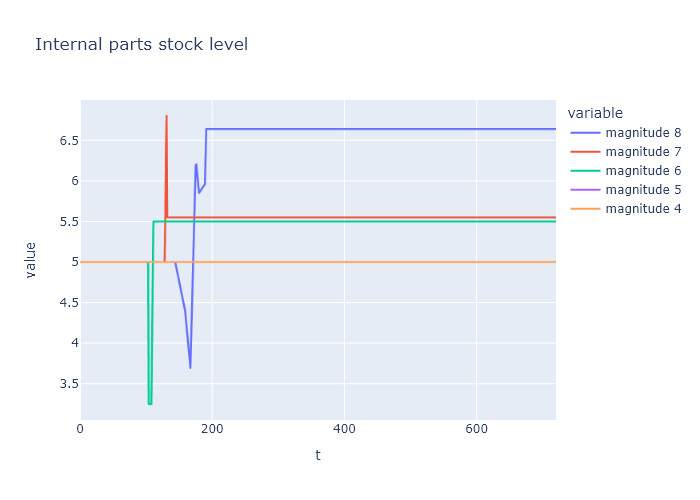 Internal parts stock level
variable
magnitude 8
magnitude 7
magnitude 6
magnitude 5
magnitude 4
value
6.5
6
5.5
5
4.5
4
3.5
0
200
400
600
t